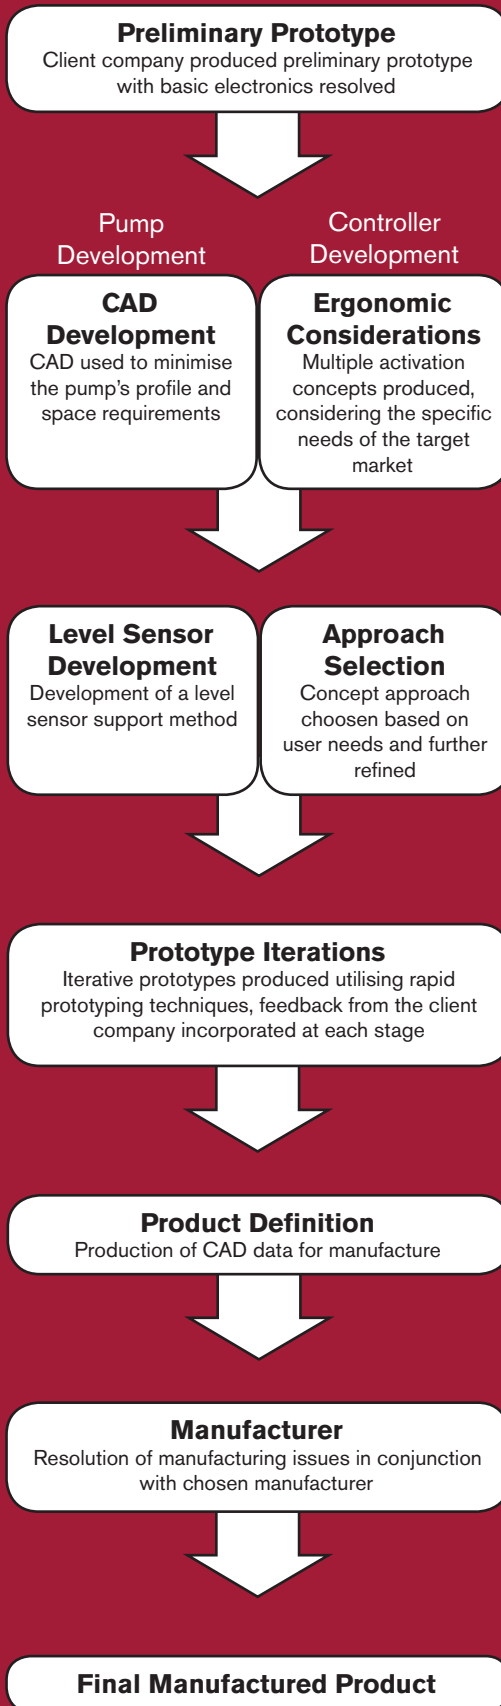 Preliminary Prototype
Client company produced preliminary prototype
with basic electronics resolved
Pump
Development
Controller
Development
CAD
Development
CAD used to minimise
the pump's profile and
space requirements
Ergonomic
Considerations
Multiple activation
concepts produced,
considering the specific
needs of the target
market
Level Sensor
Development
Development of a level
sensor support method
Approach
Selection
Concept approach
choosen based on
user needs and further
refined
Prototype Iterations
Iterative prototypes produced utilising rapid
prototyping techniques, feedback from the client
company incorporated at each stage
Product Definition
Production of CAD data for manufacture
Manufacturer
Resolution of manufacturing issues in conjunction
with chosen manufacturer
Final Manufactured Product